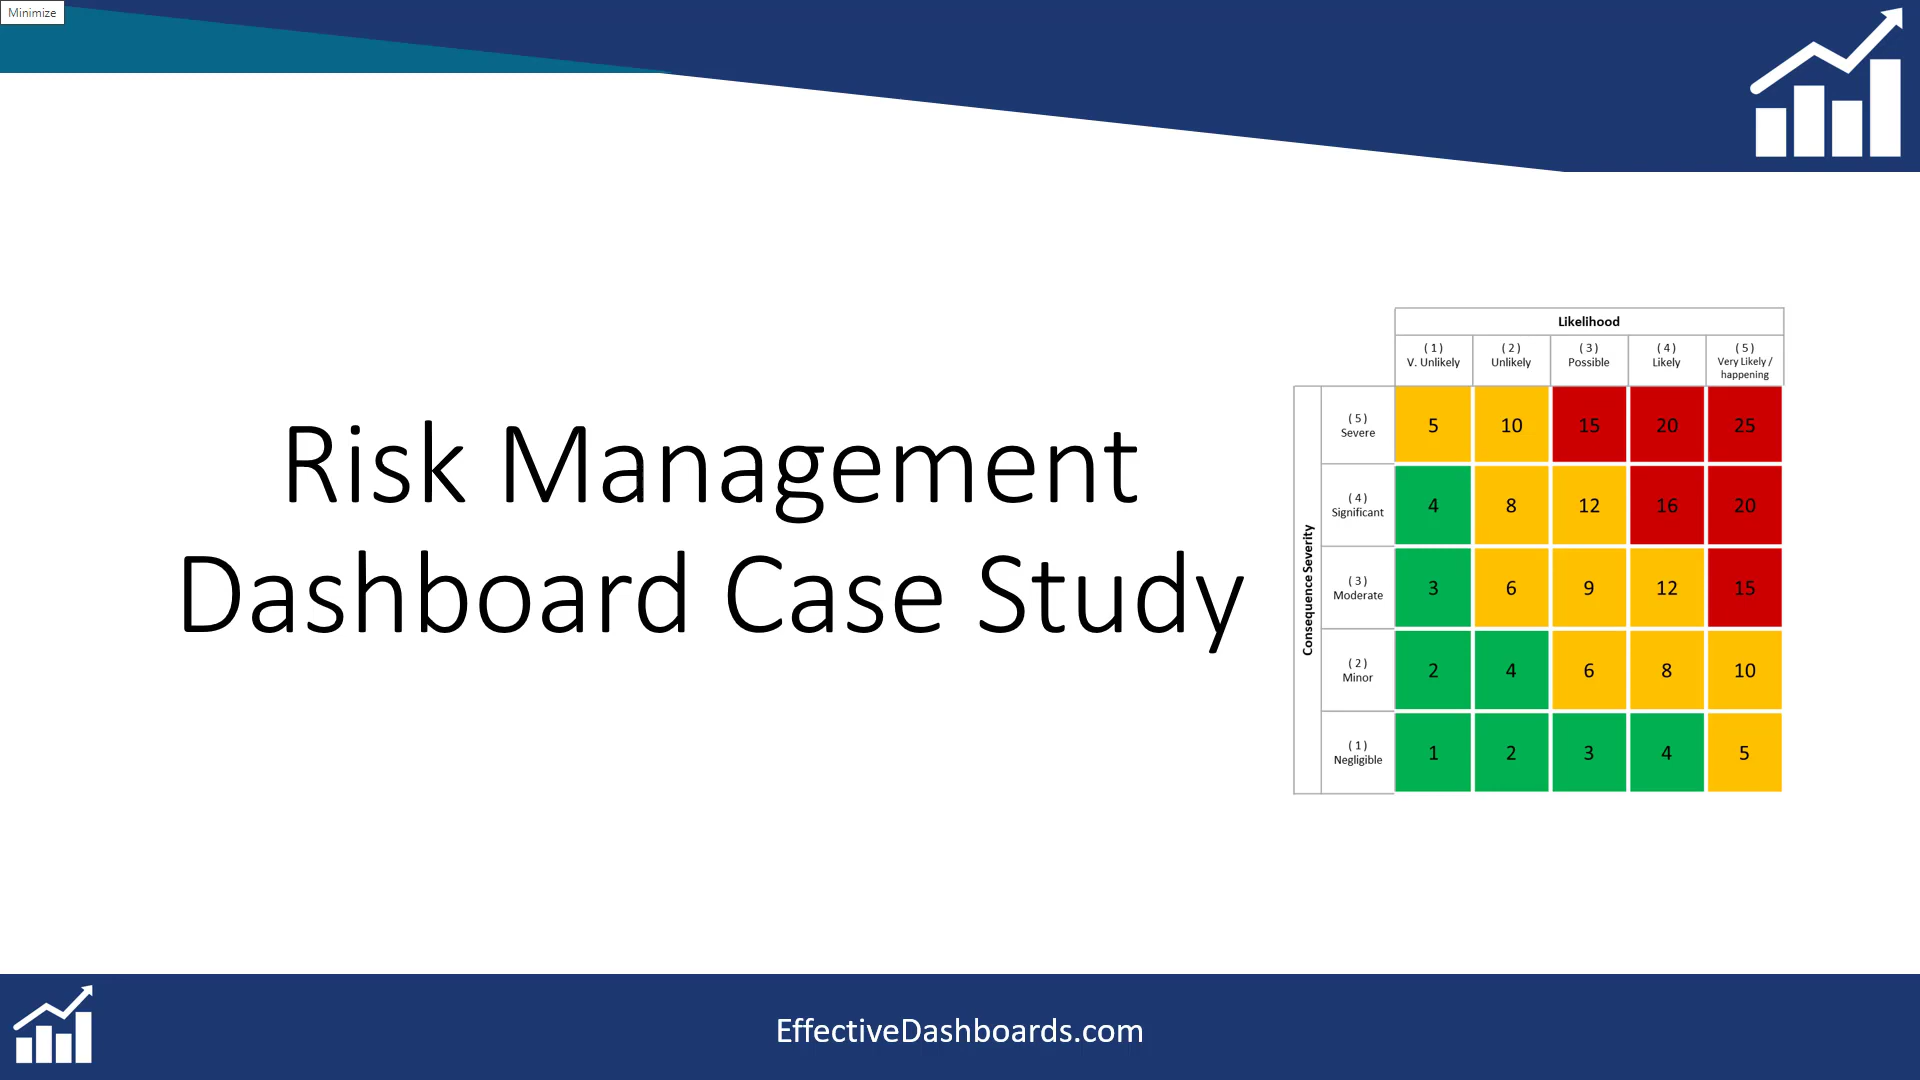 Minimize
Risk Management
Dashboard Case Study
Likelihood
( 1 ) ( 2 ) ( 3 ) ( 4 ) ( 5 )
V. Unlikely Unlikely Possible Likely Very Likely /
happening
Consequence Severity
( 5 )
Severe
5 10 15 20 25
( 4 )
Significant
4 8 12 16 20
( 3 )
Moderate
3 6 9 12 15
( 2 )
Minor
2 4 6 8 10
( 1 )
Negligible
1 2 3 4 5
EffectiveDashboards.com